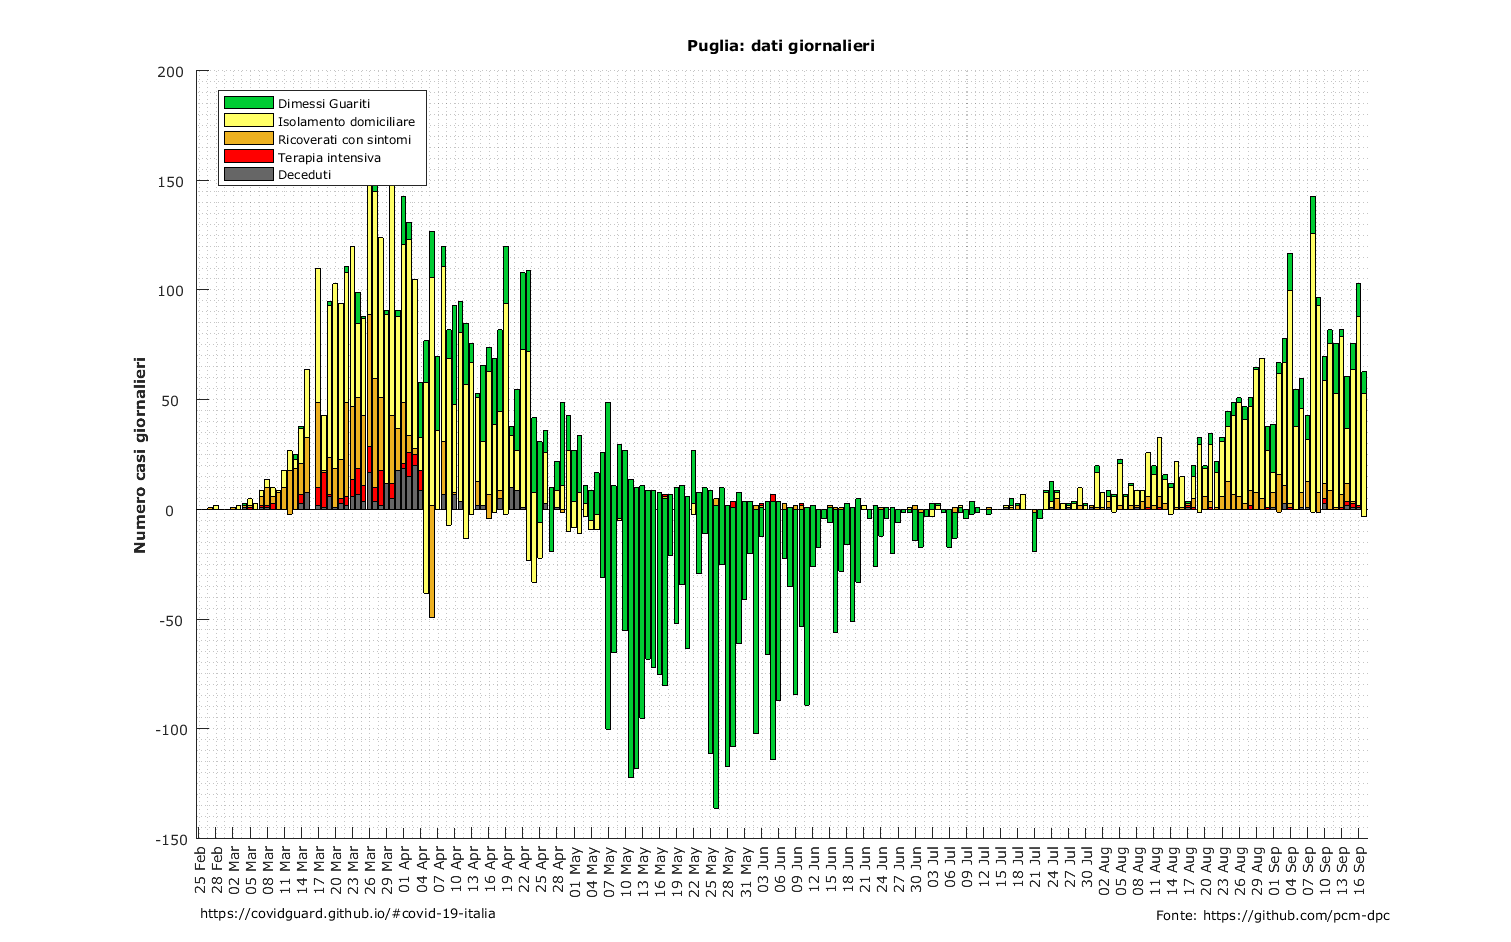 Puglia: dati giornalieri
200
150
100
50
0
-50
-100
-150
Numero casi giornalieri
Dimessi Guariti
Isolamento domiciliare
Ricoverati con sintomi
Terapia intensiva
Deceduti
25 Feb
28 Feb
02 Mar
05 Mar
08 Mar
11 Mar
14 Mar
17 Mar
20 Mar
23 Mar
26 Mar
29 Mar
01 Apr
04 Apr
07 Apr
10 Apr
13 Apr
16 Apr
19 Apr
22 Apr
25 Apr
28 Apr
01 May
04 May
07 May
10 May
13 May
16 May
19 May
22 May
25 May
28 May
31 May
03 Jun
06 Jun
09 Jun
12 Jun
15 Jun
18 Jun
21 Jun
24 Jun
27 Jun
30 Jun
03 Jul
06 Jul
09 Jul
12 Jul
15 Jul
18 Jul
21 Jul
24 Jul
27 Jul
30 Jul
02 Aug
05 Aug
08 Aug
11 Aug
14 Aug
17 Aug
20 Aug
23 Aug
26 Aug
29 Aug
01 Sep
04 Sep
07 Sep
10 Sep
13 Sep
16 Sep
https://covidguard.github.io/#covid-19-italia
Fonte: https://github.com/pcm-dpc